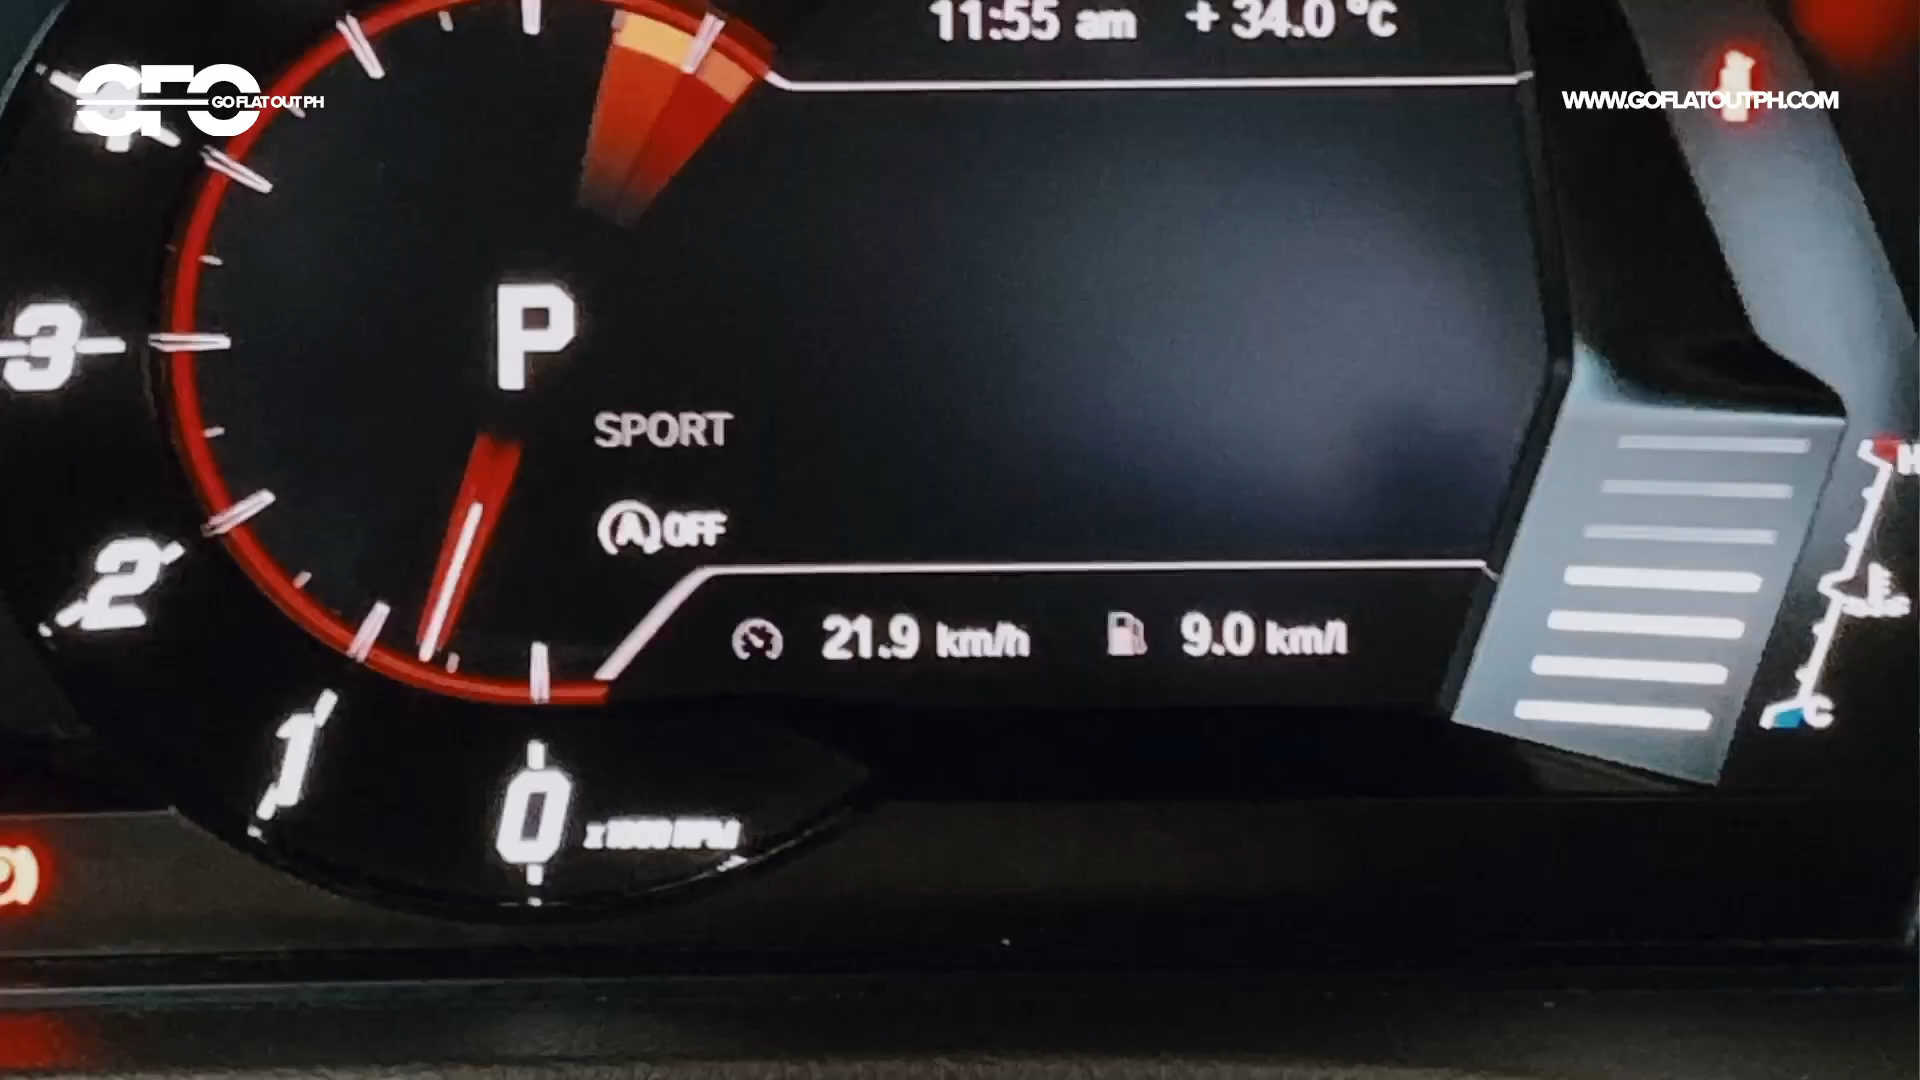 11:55 am + 34.0 °C
GFO GO FLAT OUT PH
WWW.GOFLATOUTPH.COM
4
3
P
SPORT
A OFF
H
2
21.9 km/h 9.0 km/l
C
1
0 x 1000 RPM